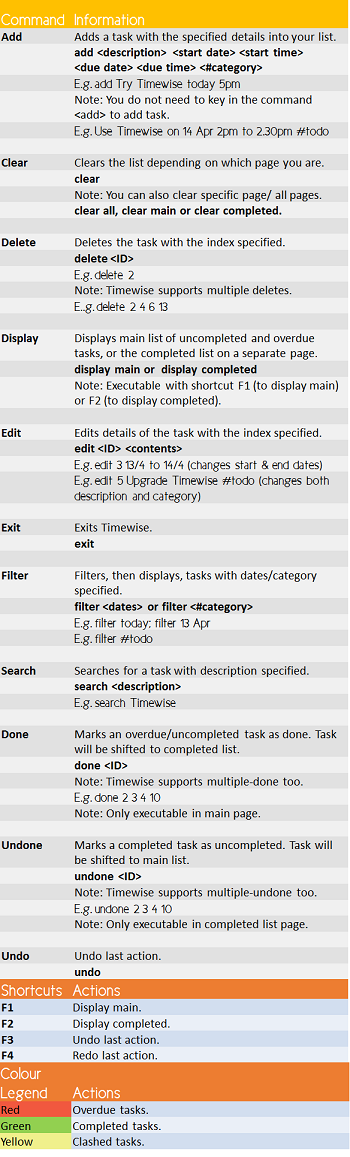 Command Information
Add Adds a task with the specified details into your list.
add <description> <start date> <start time>
<due date> <due time> <#category>
E.g. add Try Timewise today 5pm
Note: You do not need to key in the command
<add> to add task.
E.g. Use Timewise on 14 Apr 2pm to 2.30pm #todo
Clear Clears the list depending on which page you are.
clear
Note: You can also clear specific page/ all pages.
clear all, clear main or clear completed.
Delete Deletes the task with the index specified.
delete <ID>
E.g. delete 2
Note: Timewise supports multiple deletes.
E..g. delete 2 4 6 13
Display Displays main list of uncompleted and overdue
tasks, or the completed list on a separate page.
display main or display completed
Note: Executable with shortcut F1 (to display main)
or F2 (to display completed).
Edit Edits details of the task with the index specified.
edit <ID> <contents>
E.g. edit 3 13/4 to 14/4 (changes start & end dates)
E.g. edit 5 Upgrade Timewise #todo (changes both
description and category)
Exit Exits Timewise.
exit
Filter Filters, then displays, tasks with dates/category
specified.
filter <dates> or filter <#category>
E.g. filter today; filter 13 Apr
E.g. filter #todo
Search Searches for a task with description specified.
search <description>
E.g. search Timewise
Done Marks an overdue/uncompleted task as done. Task
will be shifted to completed list.
done <ID>
Note: Timewise supports multiple-done too.
E.g. done 2 3 4 10
Note: Only executable in main page.
Undone Marks a completed task as uncompleted. Task will
be shifted to main list.
undone <ID>
Note: Timewise supports multiple-undone too.
E.g. undone 2 3 4 10
Note: Only executable in completed list page.
Undo Undo last action.
undo
Shortcuts Actions
F1 Display main.
F2 Display completed.
F3 Undo last action.
F4 Redo last action.
Colour
Legend Actions
Red Overdue tasks.
Green Completed tasks.
Yellow Clashed tasks.